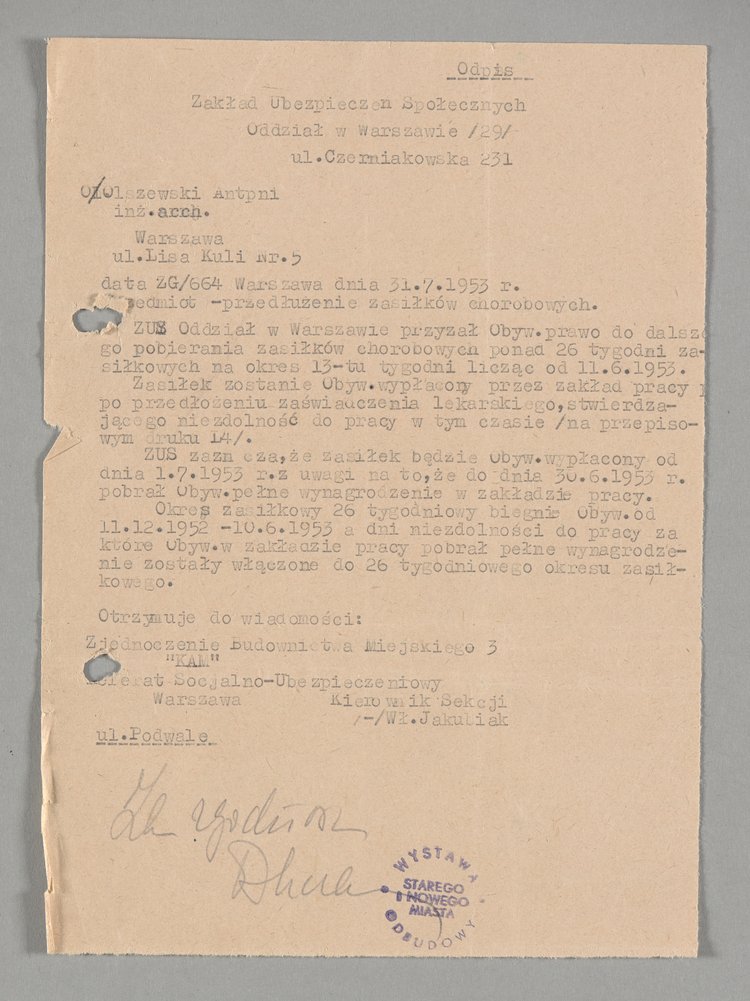 Odpis
Zakład Ubezpieczen Społecznych
Oddział w Warszawie /29/
ul.Czerniakowska 231
Olszewski Antpni
inż.arch.
Warszawa
ul.Lisa Kuli Nr.5
data ZG/664 Warszawa dnia 31.7.1953 r.
edmiot -przedłużenie zasiłków chorobowych.
ZUS Oddział w Warszawie przyzał Obyw.prawo do dalsze
go pobierania zasiłków chorobowych ponad 26 tygodni za-
siłkowych na okres 13-tu tygodni licząc od 11.6.1953.
Zasiłek zostanie Obyw.wypłacony przez zakład pracy p
po przedłożeniu zaświadczenia lekarskiego,stwierdza-
jącego niezdolność do pracy w tym czasie /na przepiso-
wym druku L4/.
ZUS zazn cza,że zasiłek będzie Obyw.wypłacony od
dnia 1.7.1953 r.z uwagi na to,że do dnia 30.6.1953 r.
pobrał Obyw.pełne wynagrodzenie w zakładzie pracy.
Okres zasiłkowy 26 tygodniowy biegnie Obyw.od
11.12.1952 -10.6.1953 a dni niezdolności do pracy za
które Obyw.w zakładzie pracy pobrał pełne wynagrodze-
nie zostały włączone do 26 tygodniowego okresu zasił-
kowego.
Otrzymuje do wiadomości:
Zjednoczenie Budownictwa Miejskiego 3
"KAM"
Referat Socjalno-Ubezpieczeniowy
Warszawa Kierownik Sekcji
/-/Wł.Jakubiak
ul.Podwale
Za zgodność
WYSTAWA
STAREGO
I NOWEGO
MIASTA
ODBUDOWY